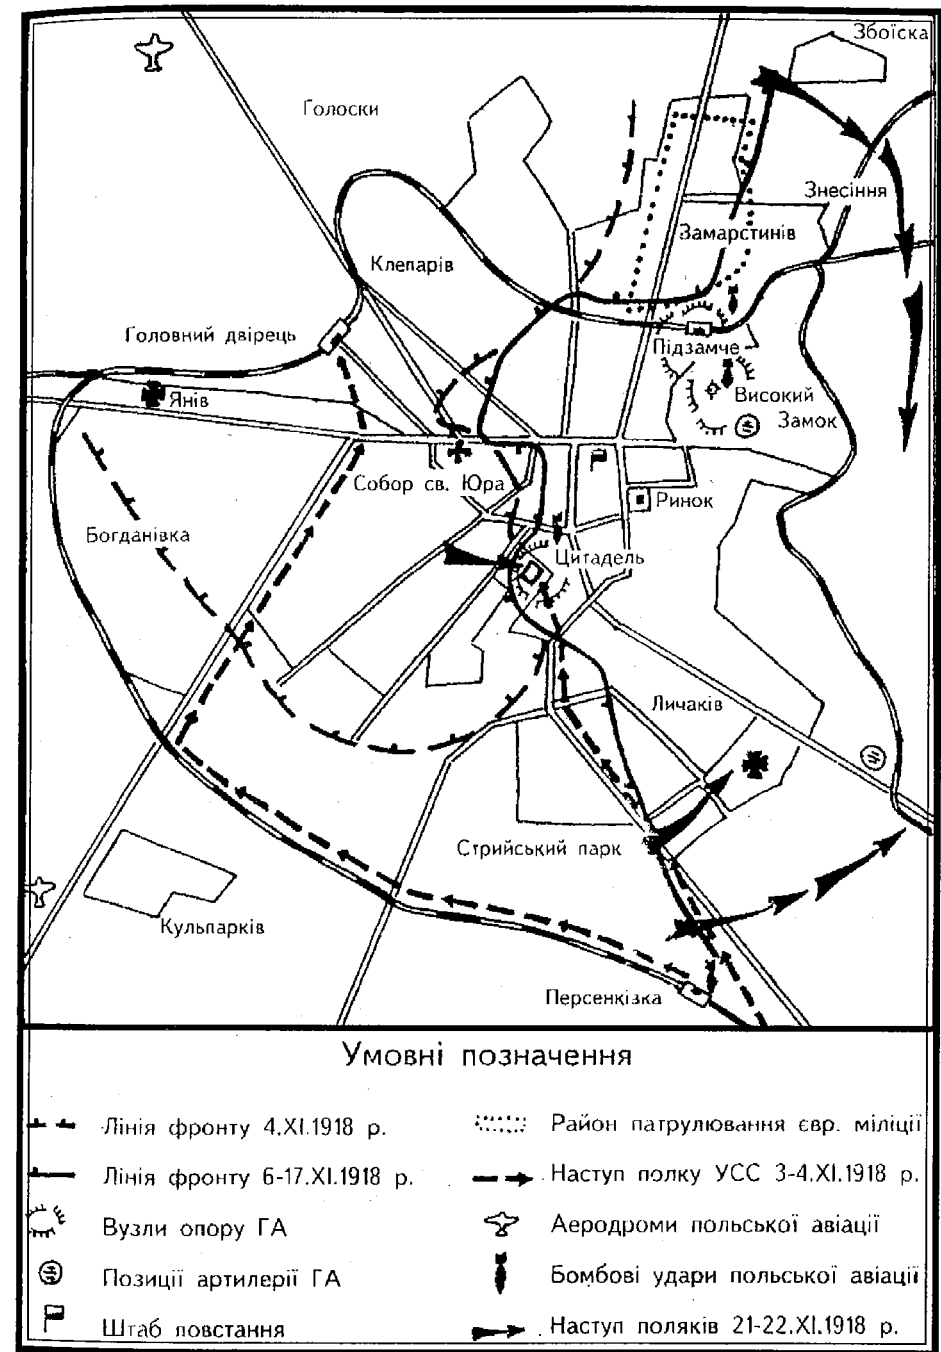 Збоїска
Голоски
Знесіння
Замарстинів
Клепарів
Головний двірець
Підзамче
Янів
Високий
Замок
Собор св. Юра
Ринок
Богданівка
Цитадель
Личаків
Стрийський парк
Кульпарків
Персенківка
Умовні позначення
Лінія фронту 4.XI.1918 р.
Лінія фронту 6-17.XI.1918 р.
Вузли опору ГА
Позиції артилерії ГА
Штаб повстання
Район патрулювання євр. міліції
Наступ полку УСС 3-4.XI.1918 р.
Аеродроми польської авіації
Бомбові удари польської авіації
Наступ поляків 21-22.XI.1918 р.